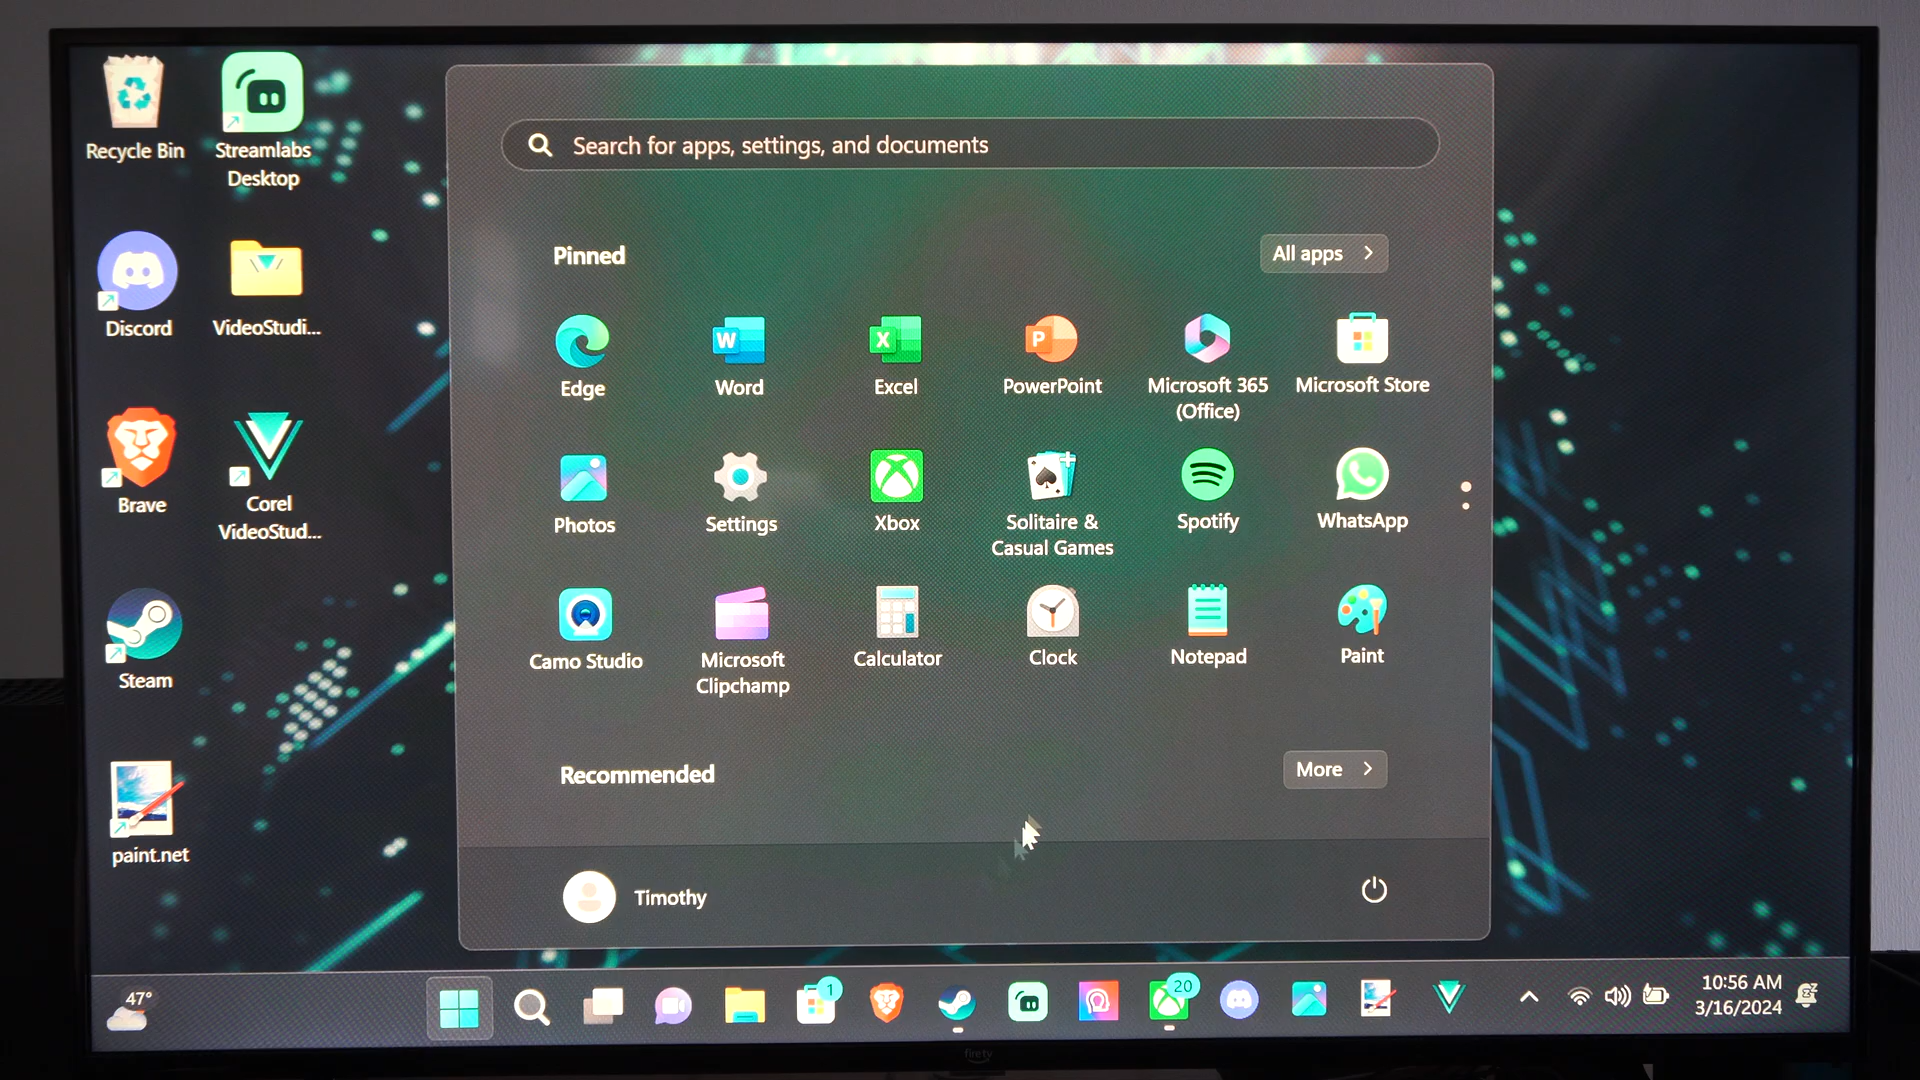 Recycle Bin
Streamlabs
Desktop
Discord
VideoStudi...
Brave
Corel
VideoStud...
Steam
paint.net
Search for apps, settings, and documents
Pinned
All apps
Edge
Word
Excel
PowerPoint
Microsoft 365
(Office)
Microsoft Store
Photos
Settings
Xbox
Solitaire &
Casual Games
Spotify
WhatsApp
Camo Studio
Microsoft
Clipchamp
Calculator
Clock
Notepad
Paint
Recommended
More
Timothy
47°
1
20
10:56 AM
3/16/2024
fire tv